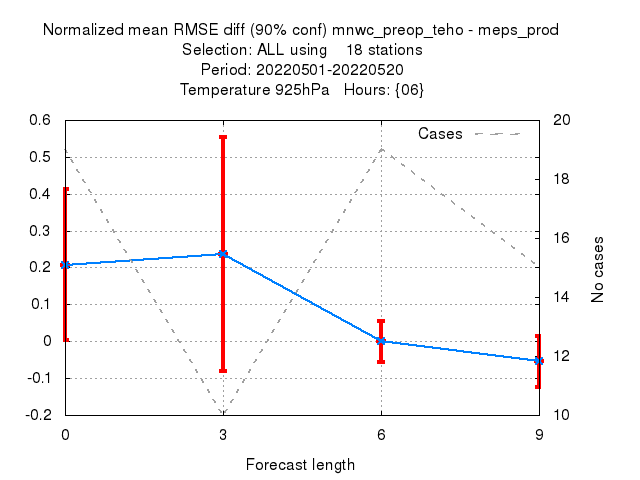 Normalized mean RMSE diff (90% conf) mnwc_preop_teho - meps_prod
Selection: ALL using    18 stations
Period: 20220501-20220520
Temperature 925hPa   Hours: {06}
Cases
0.6
0.5
0.4
0.3
0.2
0.1
0
-0.1
-0.2
20
18
16
14
12
10
No cases
0 3 6 9
Forecast length